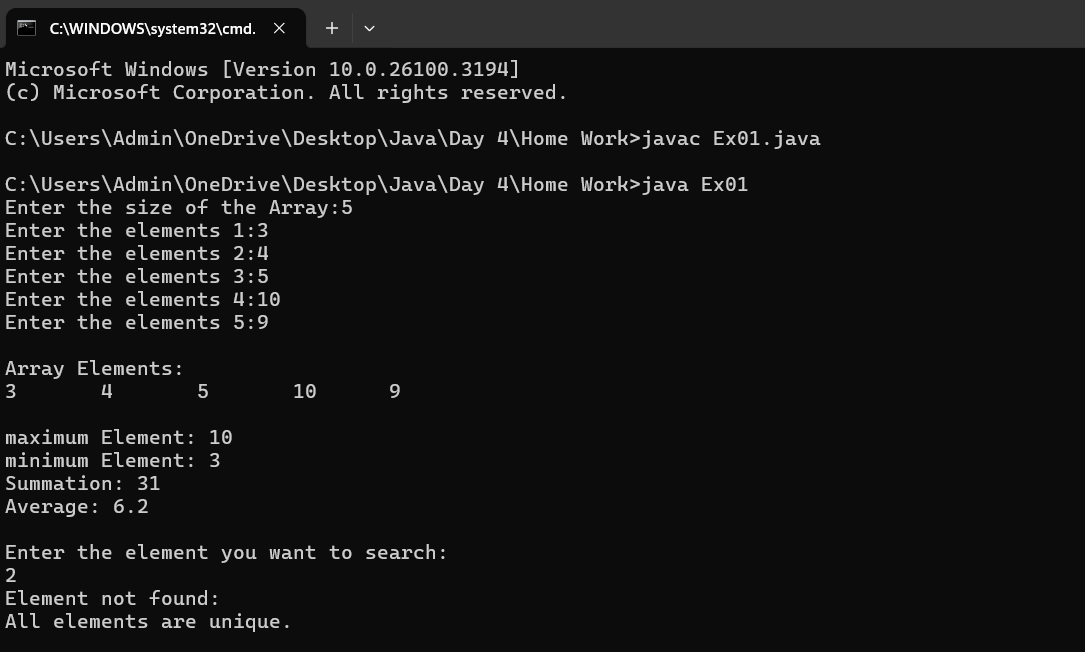 C:\WINDOWS\system32\cmd.
Microsoft Windows [Version 10.0.26100.3194]
(c) Microsoft Corporation. All rights reserved.
C:\Users\Admin\OneDrive\Desktop\Java\Day 4\Home Work>javac Ex01.java
C:\Users\Admin\OneDrive\Desktop\Java\Day 4\Home Work>java Ex01
Enter the size of the Array:5
Enter the elements 1:3
Enter the elements 2:4
Enter the elements 3:5
Enter the elements 4:10
Enter the elements 5:9
Array Elements:
3       4       5       10      9
maximum Element: 10
minimum Element: 3
Summation: 31
Average: 6.2
Enter the element you want to search:
2
Element not found:
All elements are unique.